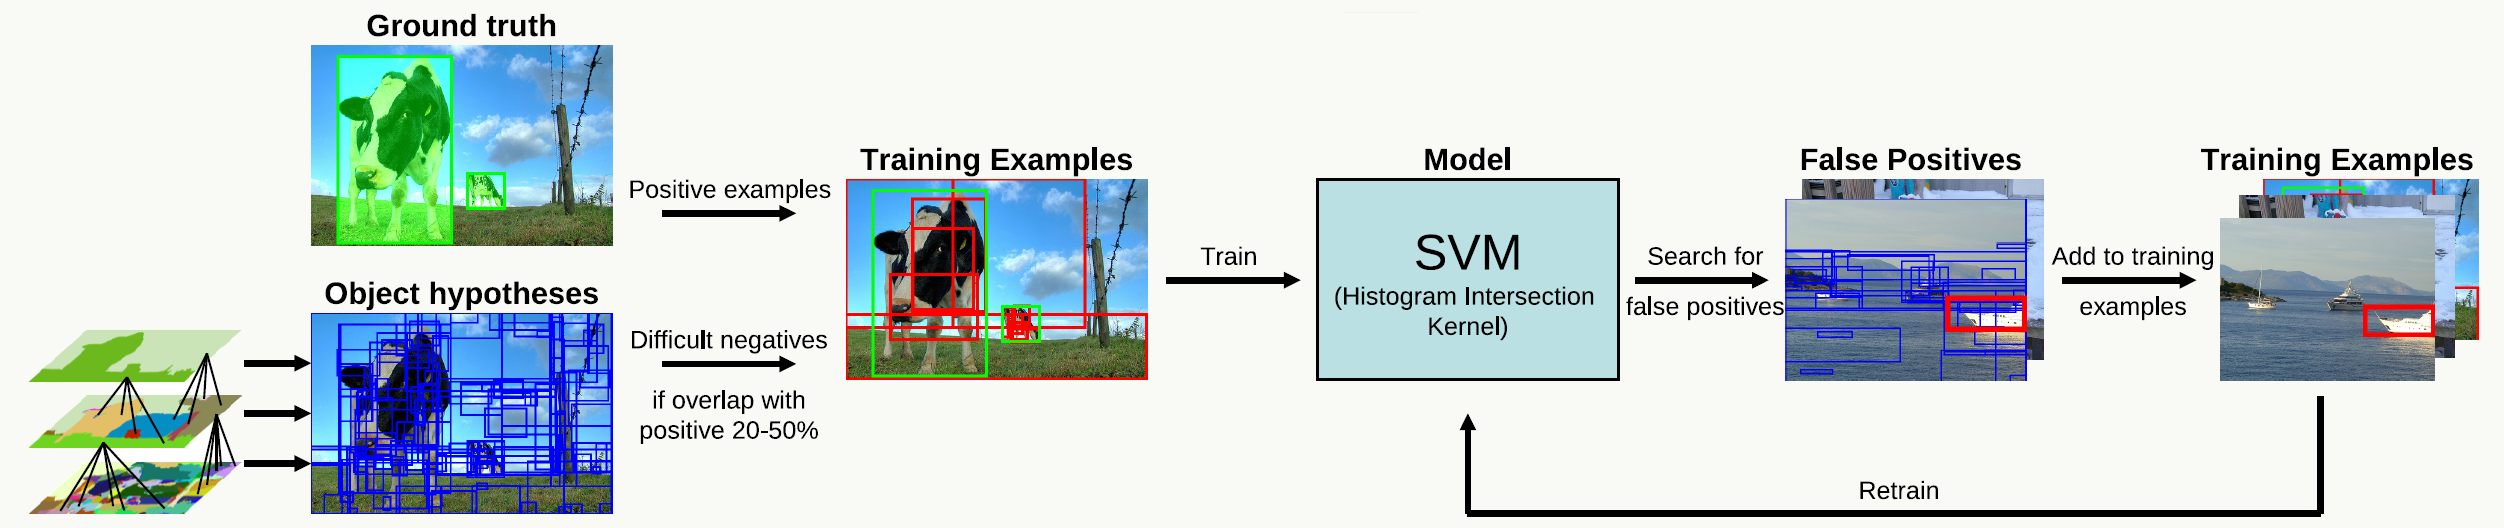 Ground truth
Positive examples
Object hypotheses
Difficult negatives
if overlap with
positive 20-50%
Training Examples
Train
Model
SVM
(Histogram Intersection
Kernel)
Search for
false positives
False Positives
Add to training
examples
Training Examples
Retrain